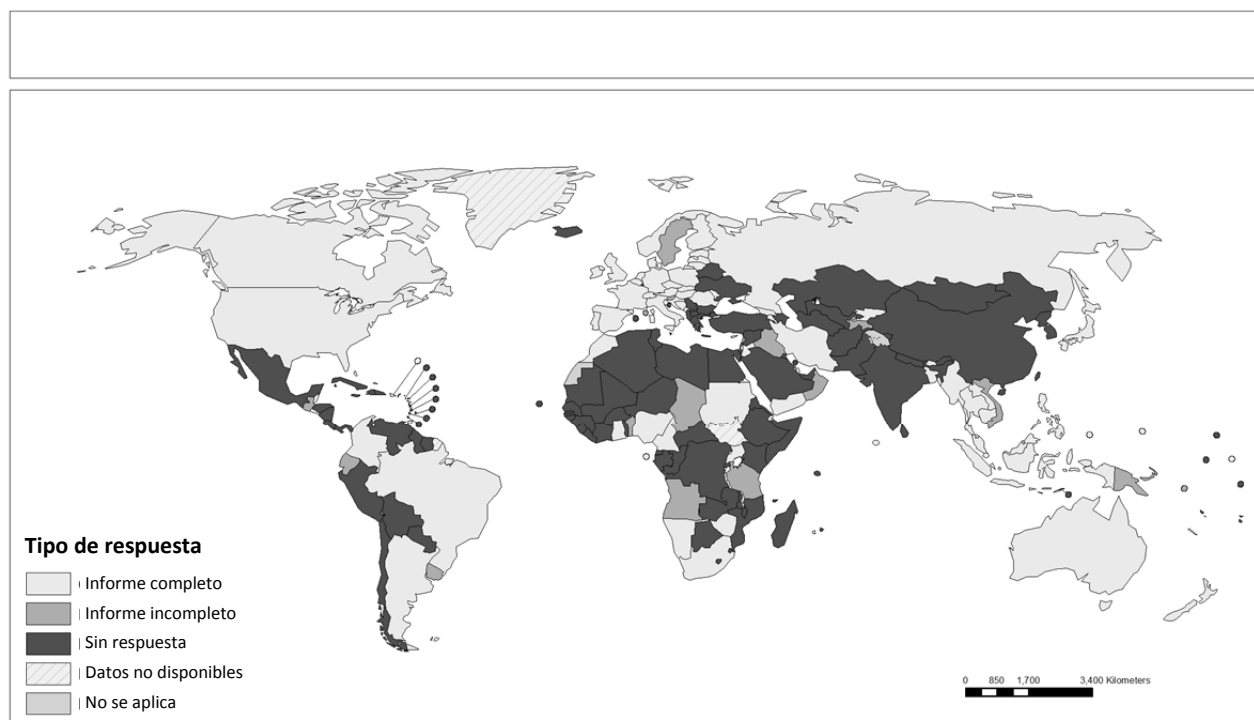 Tipo de respuesta
Informe completo
Informe incompleto
Sin respuesta
Datos no disponibles
No se aplica
0 850 1,700 3,400 Kilometers